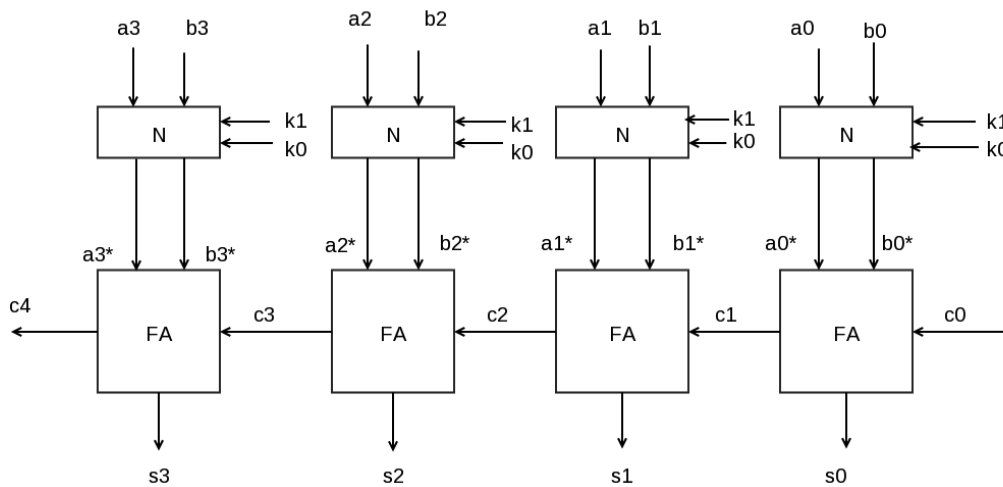 a3 b3 a2 b2 a1 b1 a0 b0
N k1 N k1 N k1 N k1
k0 k0 k0 k0
a3* b3* a2* b2* a1* b1* a0* b0*
c4 FA c3 FA c2 FA c1 FA c0
s3 s2 s1 s0